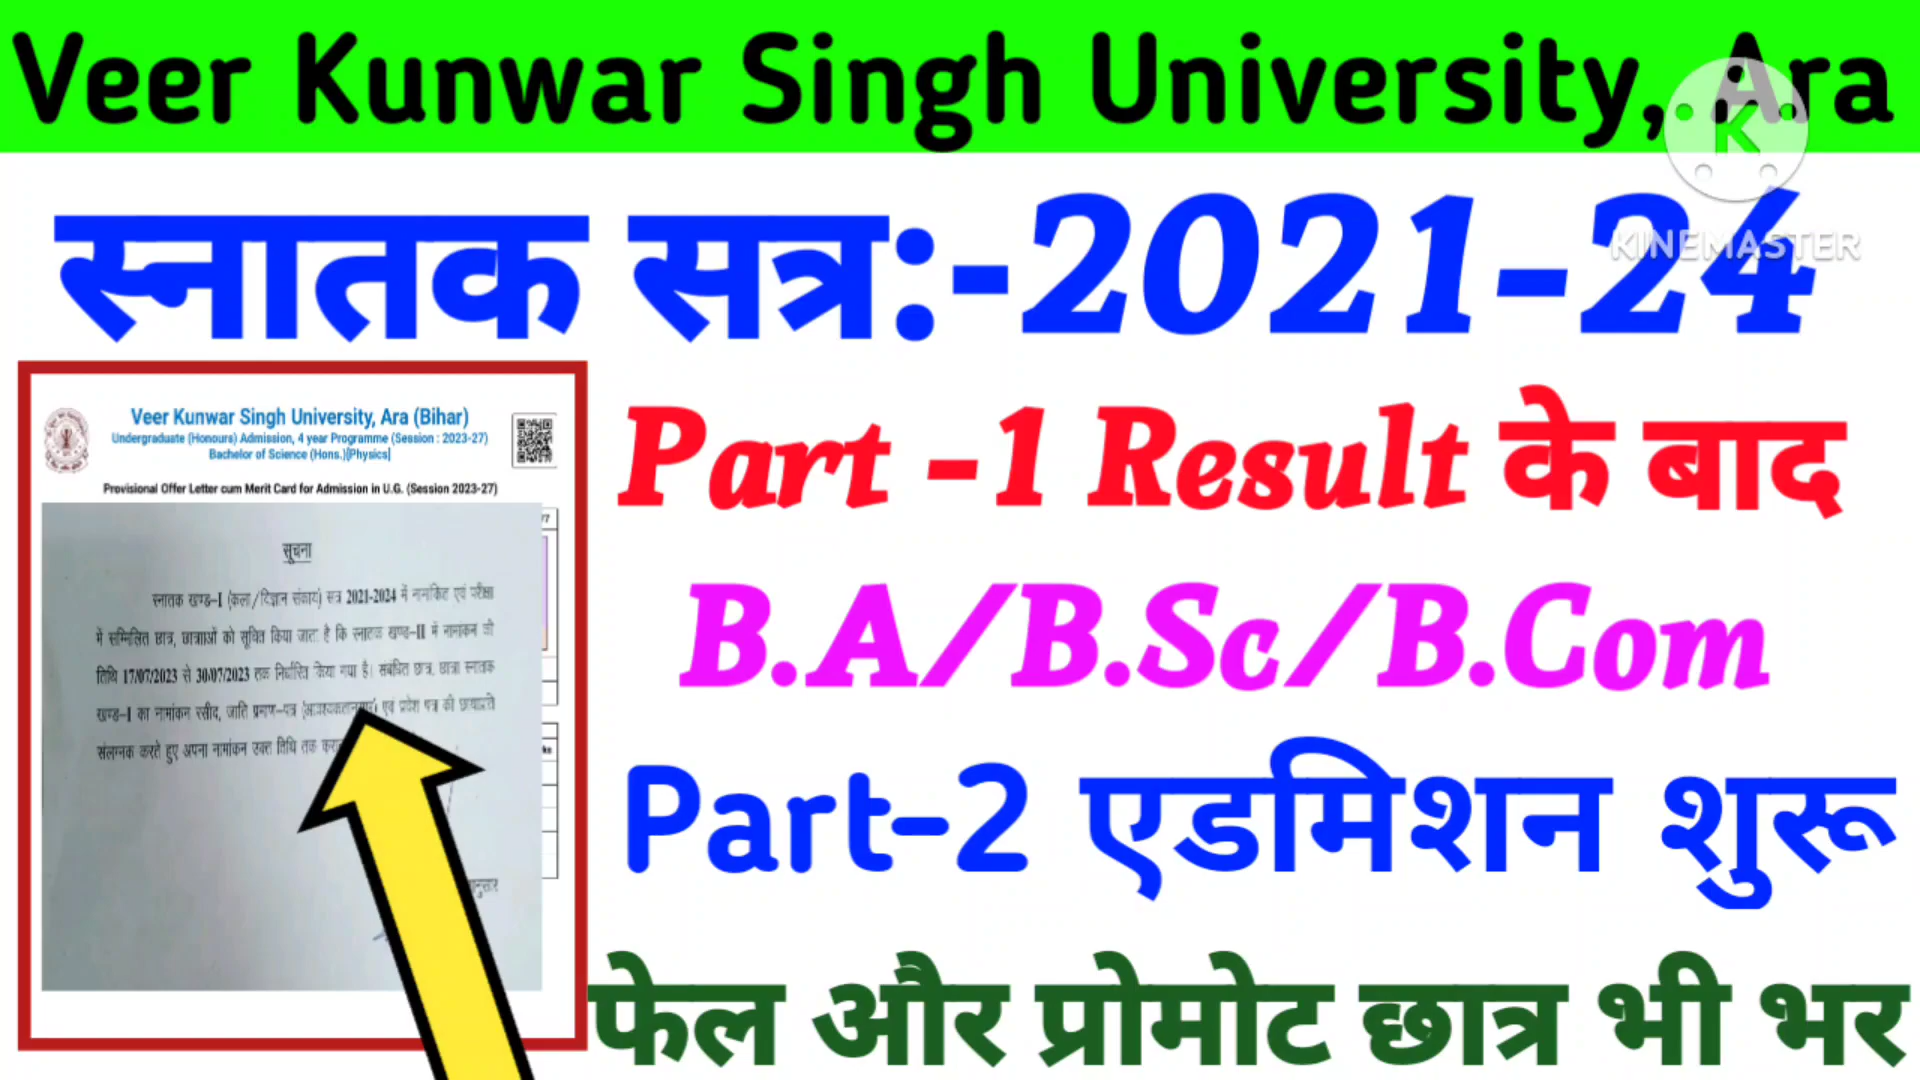 Veer Kunwar Singh University, Ara
K
KINEMASTER
स्नातक सत्र:-2021-24
Veer Kunwar Singh University, Ara (Bihar)
Undergraduate (Honours) Admission, 4 year Programme (Session : 2023-27)
Bachelor of Science (Hons.)[Physics]
Provisional Offer Letter cum Merit Card for Admission in U.G. (Session 2023-27)
सूचना
स्नातक खण्ड-I (कला/विज्ञान संकाय) सत्र 2021-2024 में नामांकित एवं परीक्षा
में सम्मिलित छात्र, छात्राओं को सूचित किया जाता है कि स्नातक खण्ड-II में नामांकन की
तिथि 17/07/2023 से 30/07/2023 तक निर्धारित किया गया है। संबंधित छात्र, छात्रा स्नातक
खण्ड-I का नामांकन रसीद, जाति प्रमाण-पत्र (आवश्यकतानुसार) एवं प्रवेश पत्र की छायाप्रति
संलग्नक करते हुए अपना नामांकन उक्त तिथि तक
Part -1 Result के बाद
B.A/B.Sc/B.Com
Part-2 एडमिशन शुरू
फेल और प्रोमोट छात्र भी भर